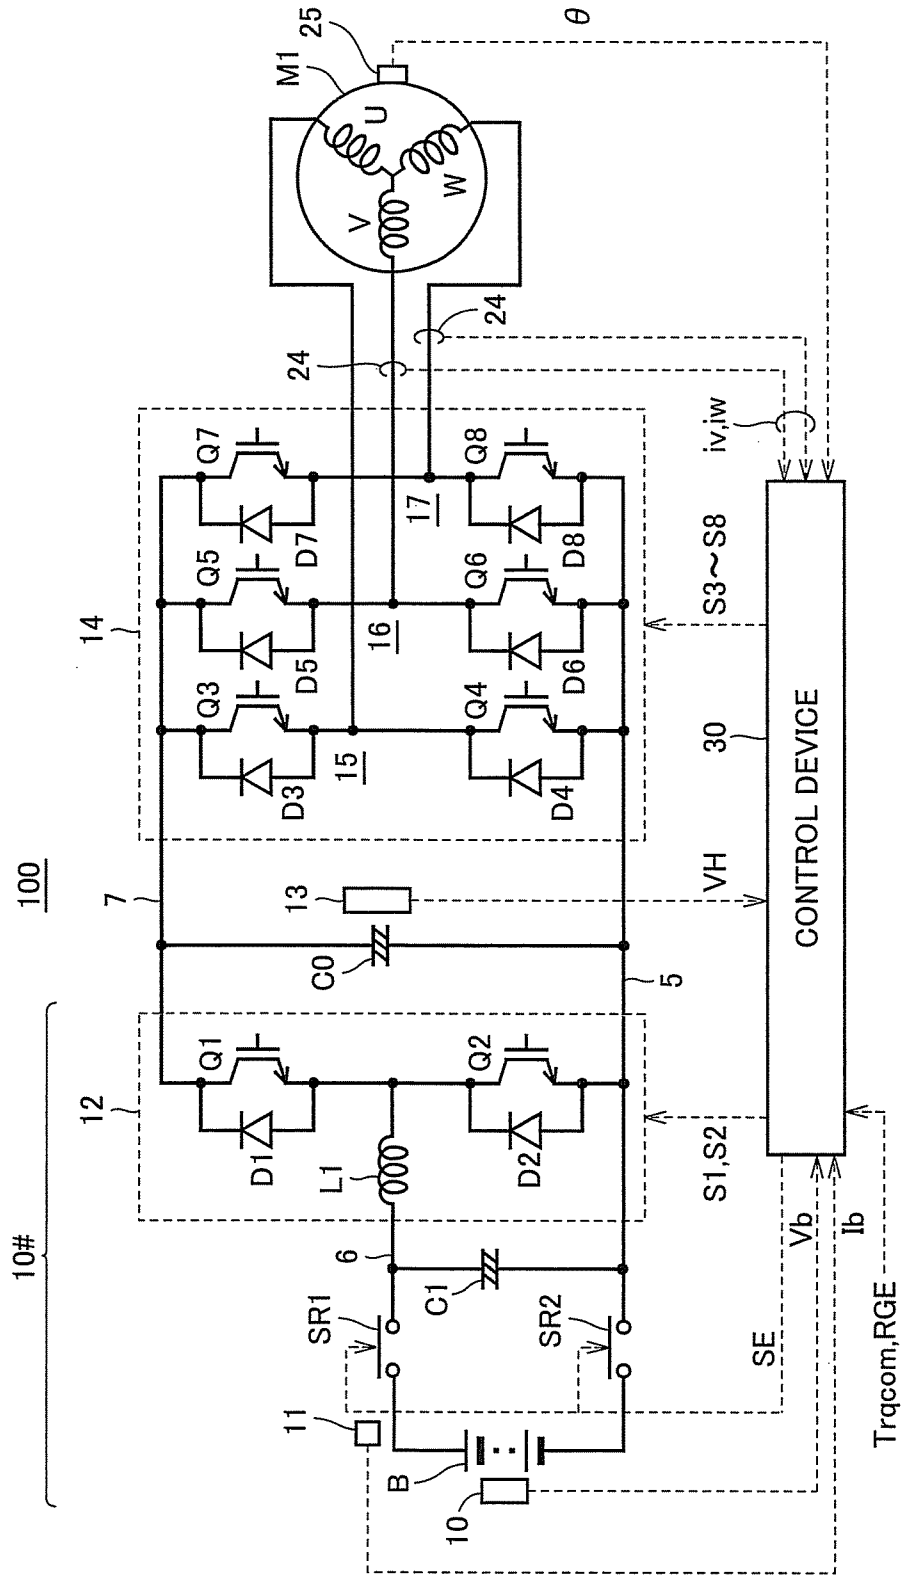 100
10#
12
14
7
Q1
D1
L1
Q2
D2
6
C1
SR1
SR2
11
B
10
C0
13
5
Q3
D3
Q5
D5
Q7
D7
15
16
17
Q4
D4
Q6
D6
Q8
D8
24
24
M1
25
U
V
W
θ
iv,iw
S3～S8
30
VH
S1,S2
CONTROL DEVICE
SE
Vb
Ib
Trqcom,RGE